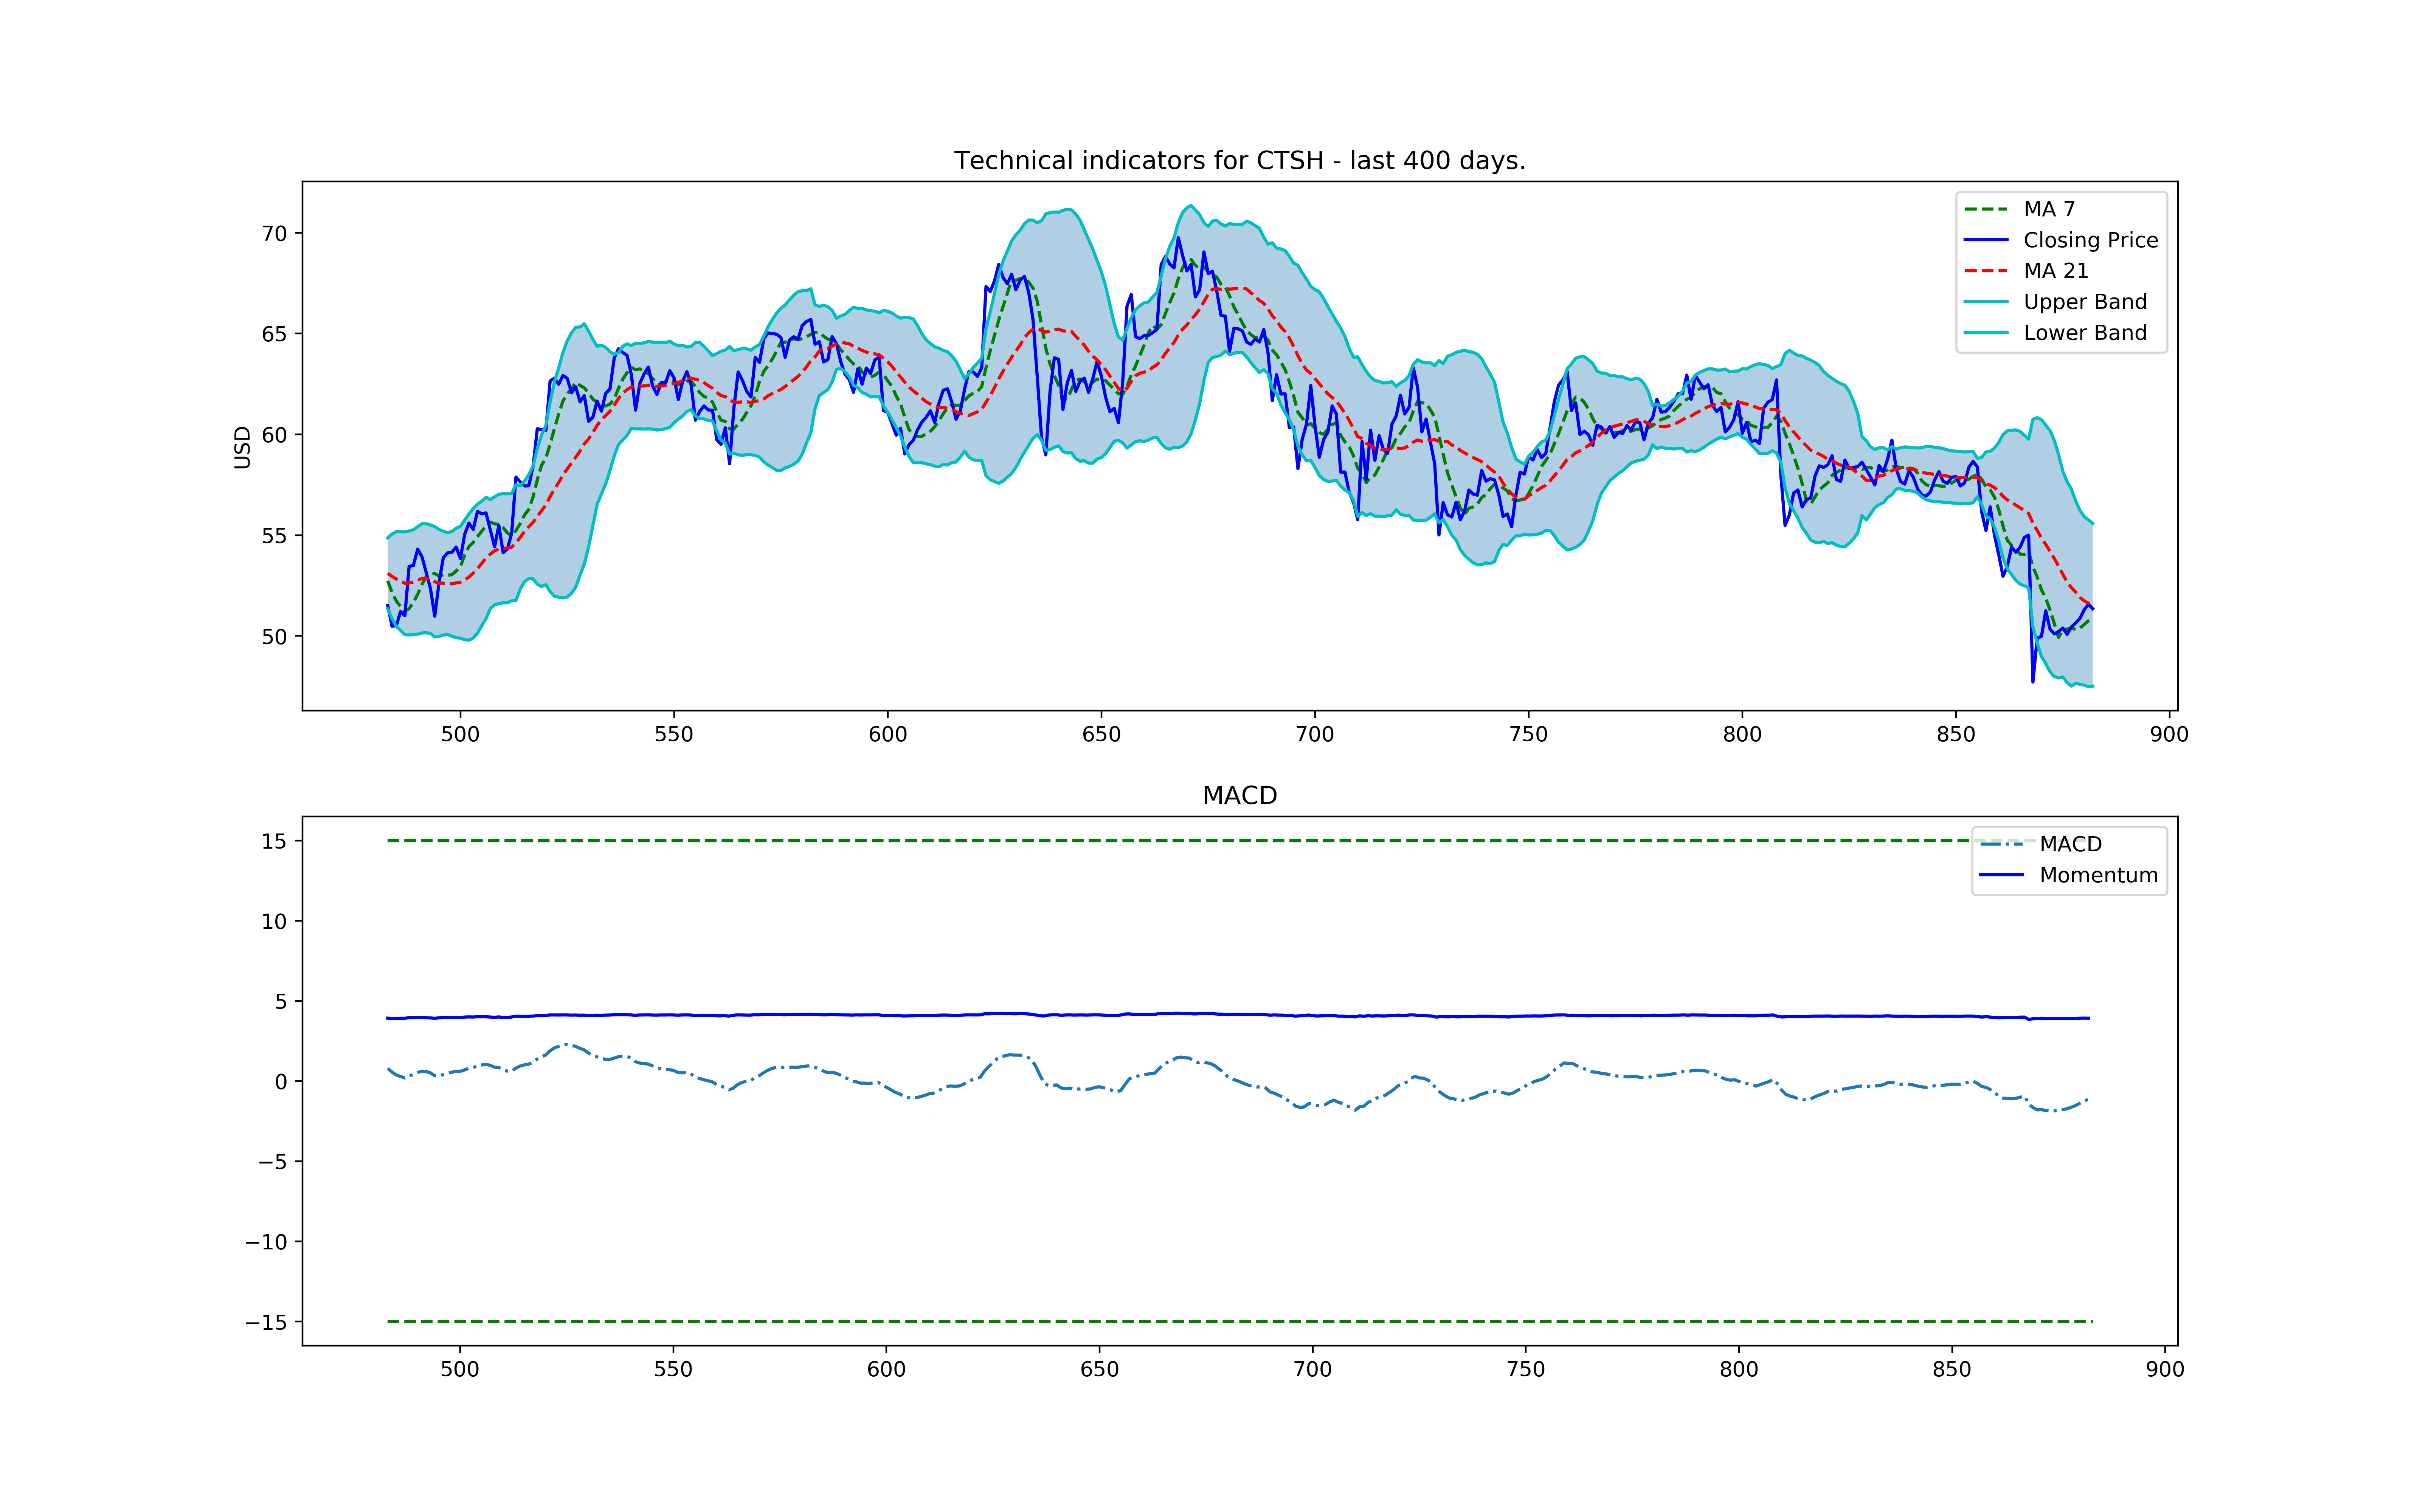 Technical indicators for CTSH - last 400 days.
USD
70
65
60
55
50
MA 7
Closing Price
MA 21
Upper Band
Lower Band
500 550 600 650 700 750 800 850 900
MACD
15
10
5
0
−5
−10
−15
MACD
Momentum
500 550 600 650 700 750 800 850 900